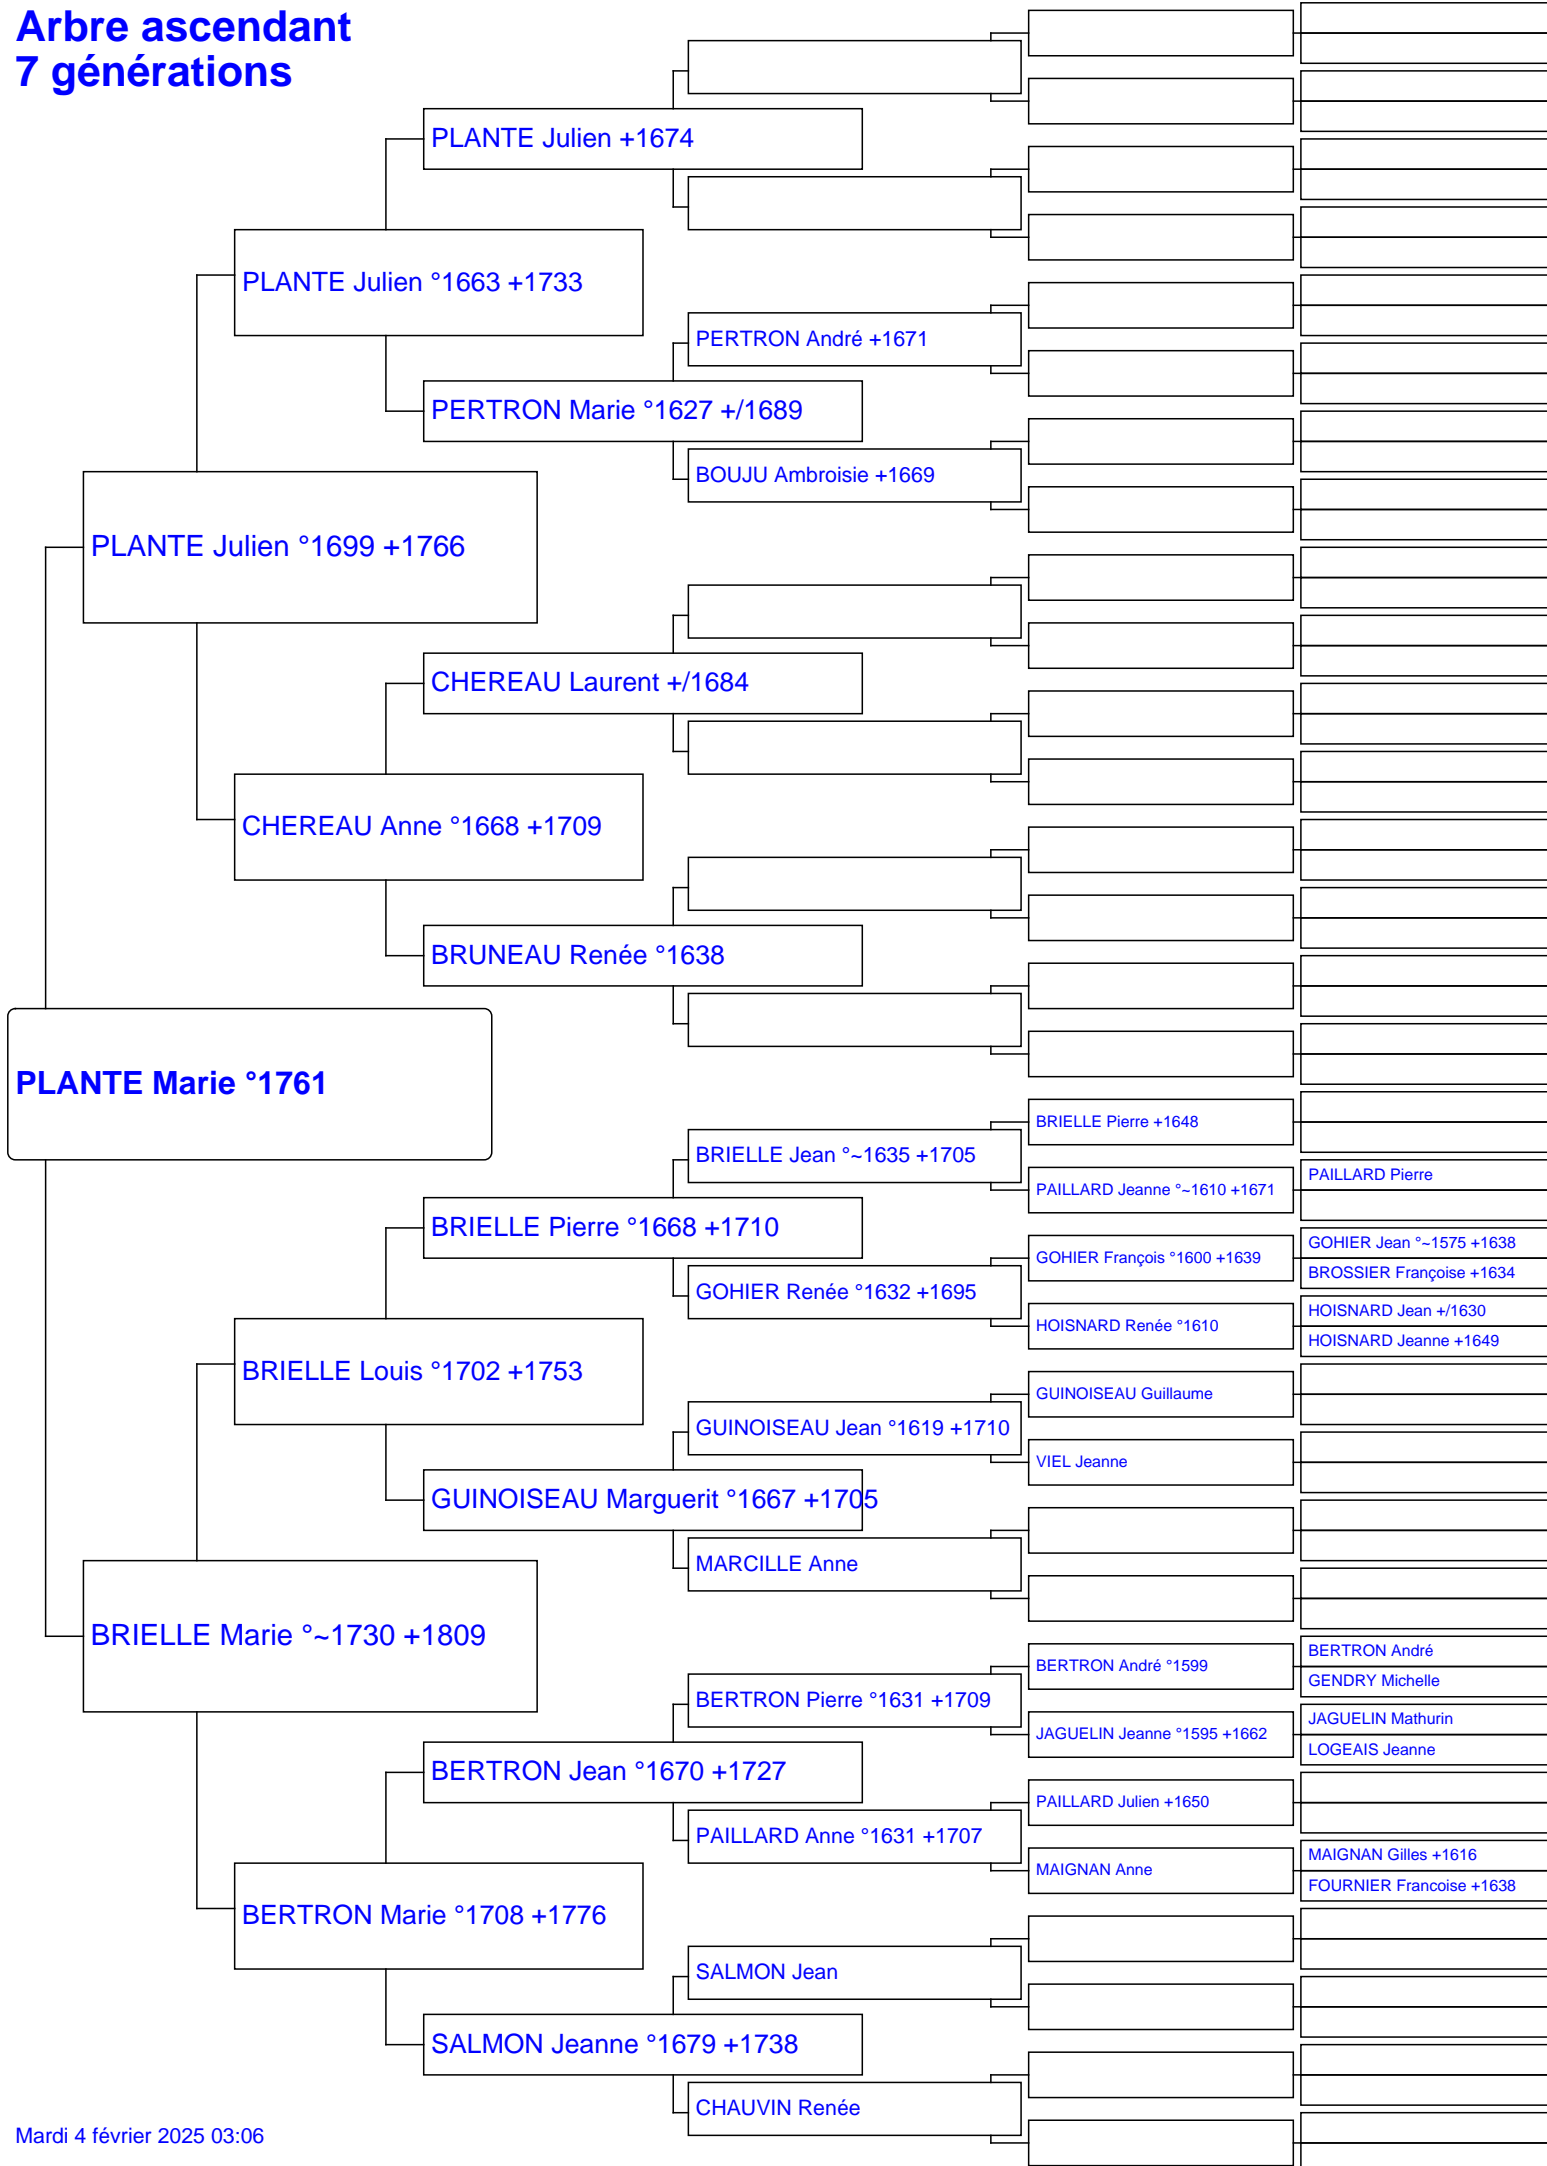 Arbre ascendant
7 générations
PLANTE Julien +1674
PLANTE Julien °1663 +1733
PERTRON André +1671
PERTRON Marie °1627 +/1689
BOUJU Ambroisie +1669
PLANTE Julien °1699 +1766
CHEREAU Laurent +/1684
CHEREAU Anne °1668 +1709
BRUNEAU Renée °1638
PLANTE Marie °1761
BRIELLE Pierre +1648
BRIELLE Jean °~1635 +1705
PAILLARD Pierre
PAILLARD Jeanne °~1610 +1671
BRIELLE Pierre °1668 +1710
GOHIER Jean °~1575 +1638
GOHIER François °1600 +1639
BROSSIER Françoise +1634
GOHIER Renée °1632 +1695
HOISNARD Jean +/1630
HOISNARD Renée °1610
HOISNARD Jeanne +1649
BRIELLE Louis °1702 +1753
GUINOISEAU Guillaume
GUINOISEAU Jean °1619 +1710
VIEL Jeanne
GUINOISEAU Marguerit °1667 +1705
MARCILLE Anne
BRIELLE Marie °~1730 +1809
BERTRON André
BERTRON André °1599
GENDRY Michelle
BERTRON Pierre °1631 +1709
JAGUELIN Mathurin
JAGUELIN Jeanne °1595 +1662
LOGEAIS Jeanne
BERTRON Jean °1670 +1727
PAILLARD Julien +1650
PAILLARD Anne °1631 +1707
MAIGNAN Gilles +1616
MAIGNAN Anne
FOURNIER Francoise +1638
BERTRON Marie °1708 +1776
SALMON Jean
SALMON Jeanne °1679 +1738
CHAUVIN Renée
Mardi 4 février 2025 03:06